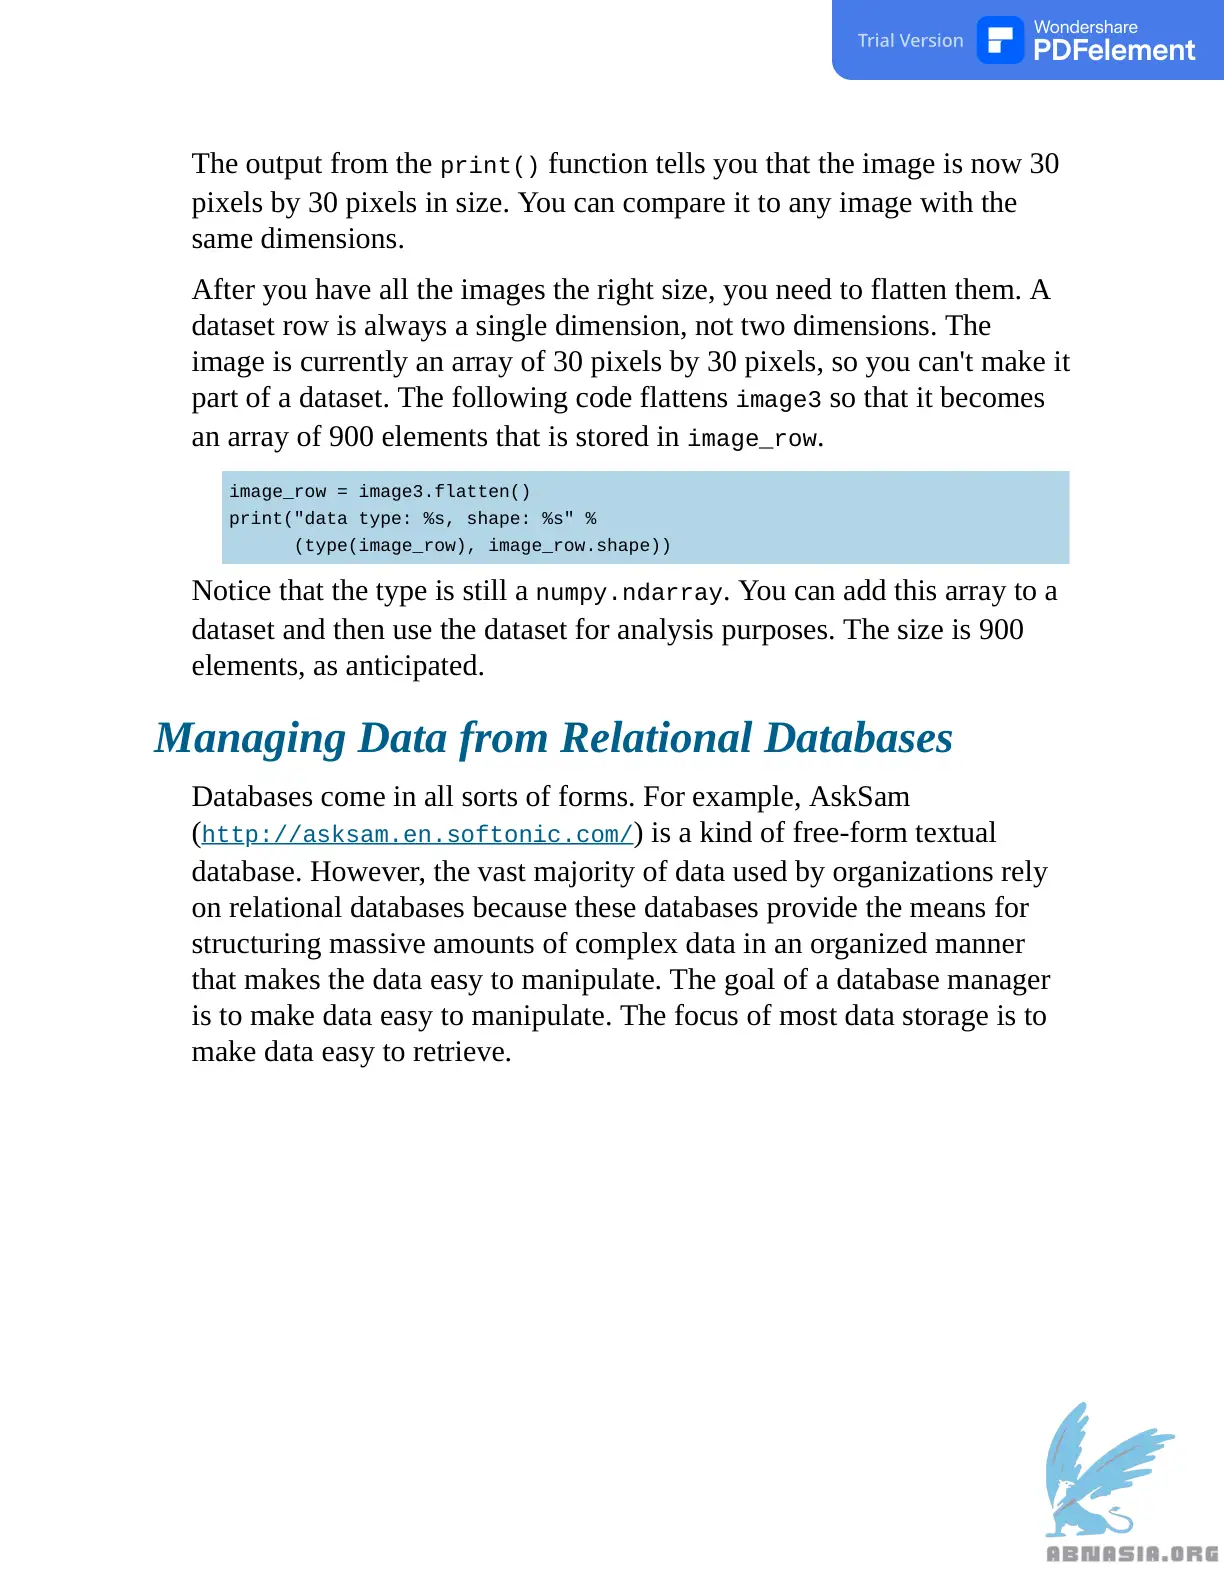 Trial Version
Wondershare
PDFelement
The output from the print() function tells you that the image is now 30
pixels by 30 pixels in size. You can compare it to any image with the
same dimensions.
After you have all the images the right size, you need to flatten them. A
dataset row is always a single dimension, not two dimensions. The
image is currently an array of 30 pixels by 30 pixels, so you can't make it
part of a dataset. The following code flattens image3 so that it becomes
an array of 900 elements that is stored in image_row.
image_row = image3.flatten()
print("data type: %s, shape: %s" %
      (type(image_row), image_row.shape))
Notice that the type is still a numpy.ndarray. You can add this array to a
dataset and then use the dataset for analysis purposes. The size is 900
elements, as anticipated.
Managing Data from Relational Databases
Databases come in all sorts of forms. For example, AskSam
(http://asksam.en.softonic.com/) is a kind of free-form textual
database. However, the vast majority of data used by organizations rely
on relational databases because these databases provide the means for
structuring massive amounts of complex data in an organized manner
that makes the data easy to manipulate. The goal of a database manager
is to make data easy to manipulate. The focus of most data storage is to
make data easy to retrieve.
ABNASIA.ORG